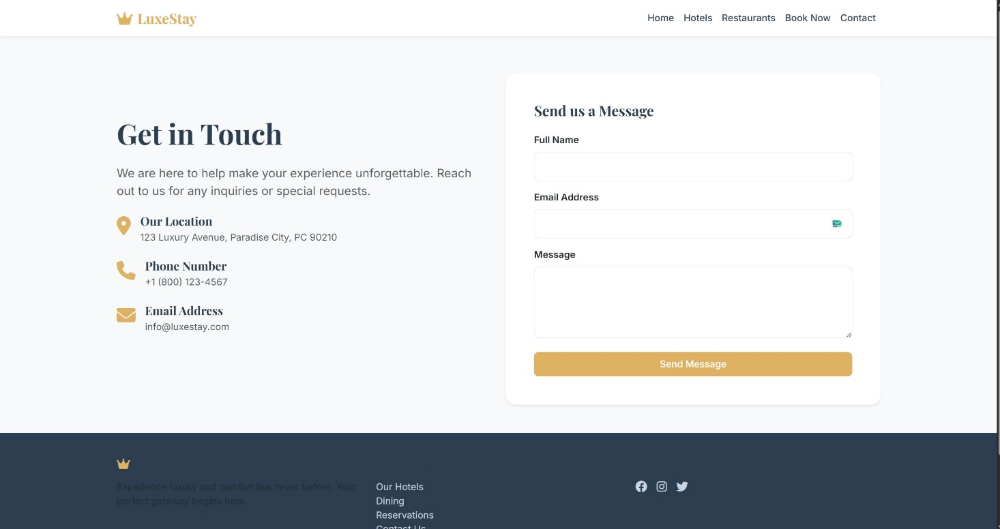 LuxeStay
Home Hotels Restaurants Book Now Contact
Get in Touch
We are here to help make your experience unforgettable. Reach
out to us for any inquiries or special requests.
Our Location
123 Luxury Avenue, Paradise City, PC 90210
Phone Number
+1 (800) 123-4567
Email Address
info@luxestay.com
Send us a Message
Full Name
Email Address
Message
Send Message
Experience luxury and comfort like never before. Your
perfect getaway begins here.
Our Hotels
Dining
Reservations
Contact Us